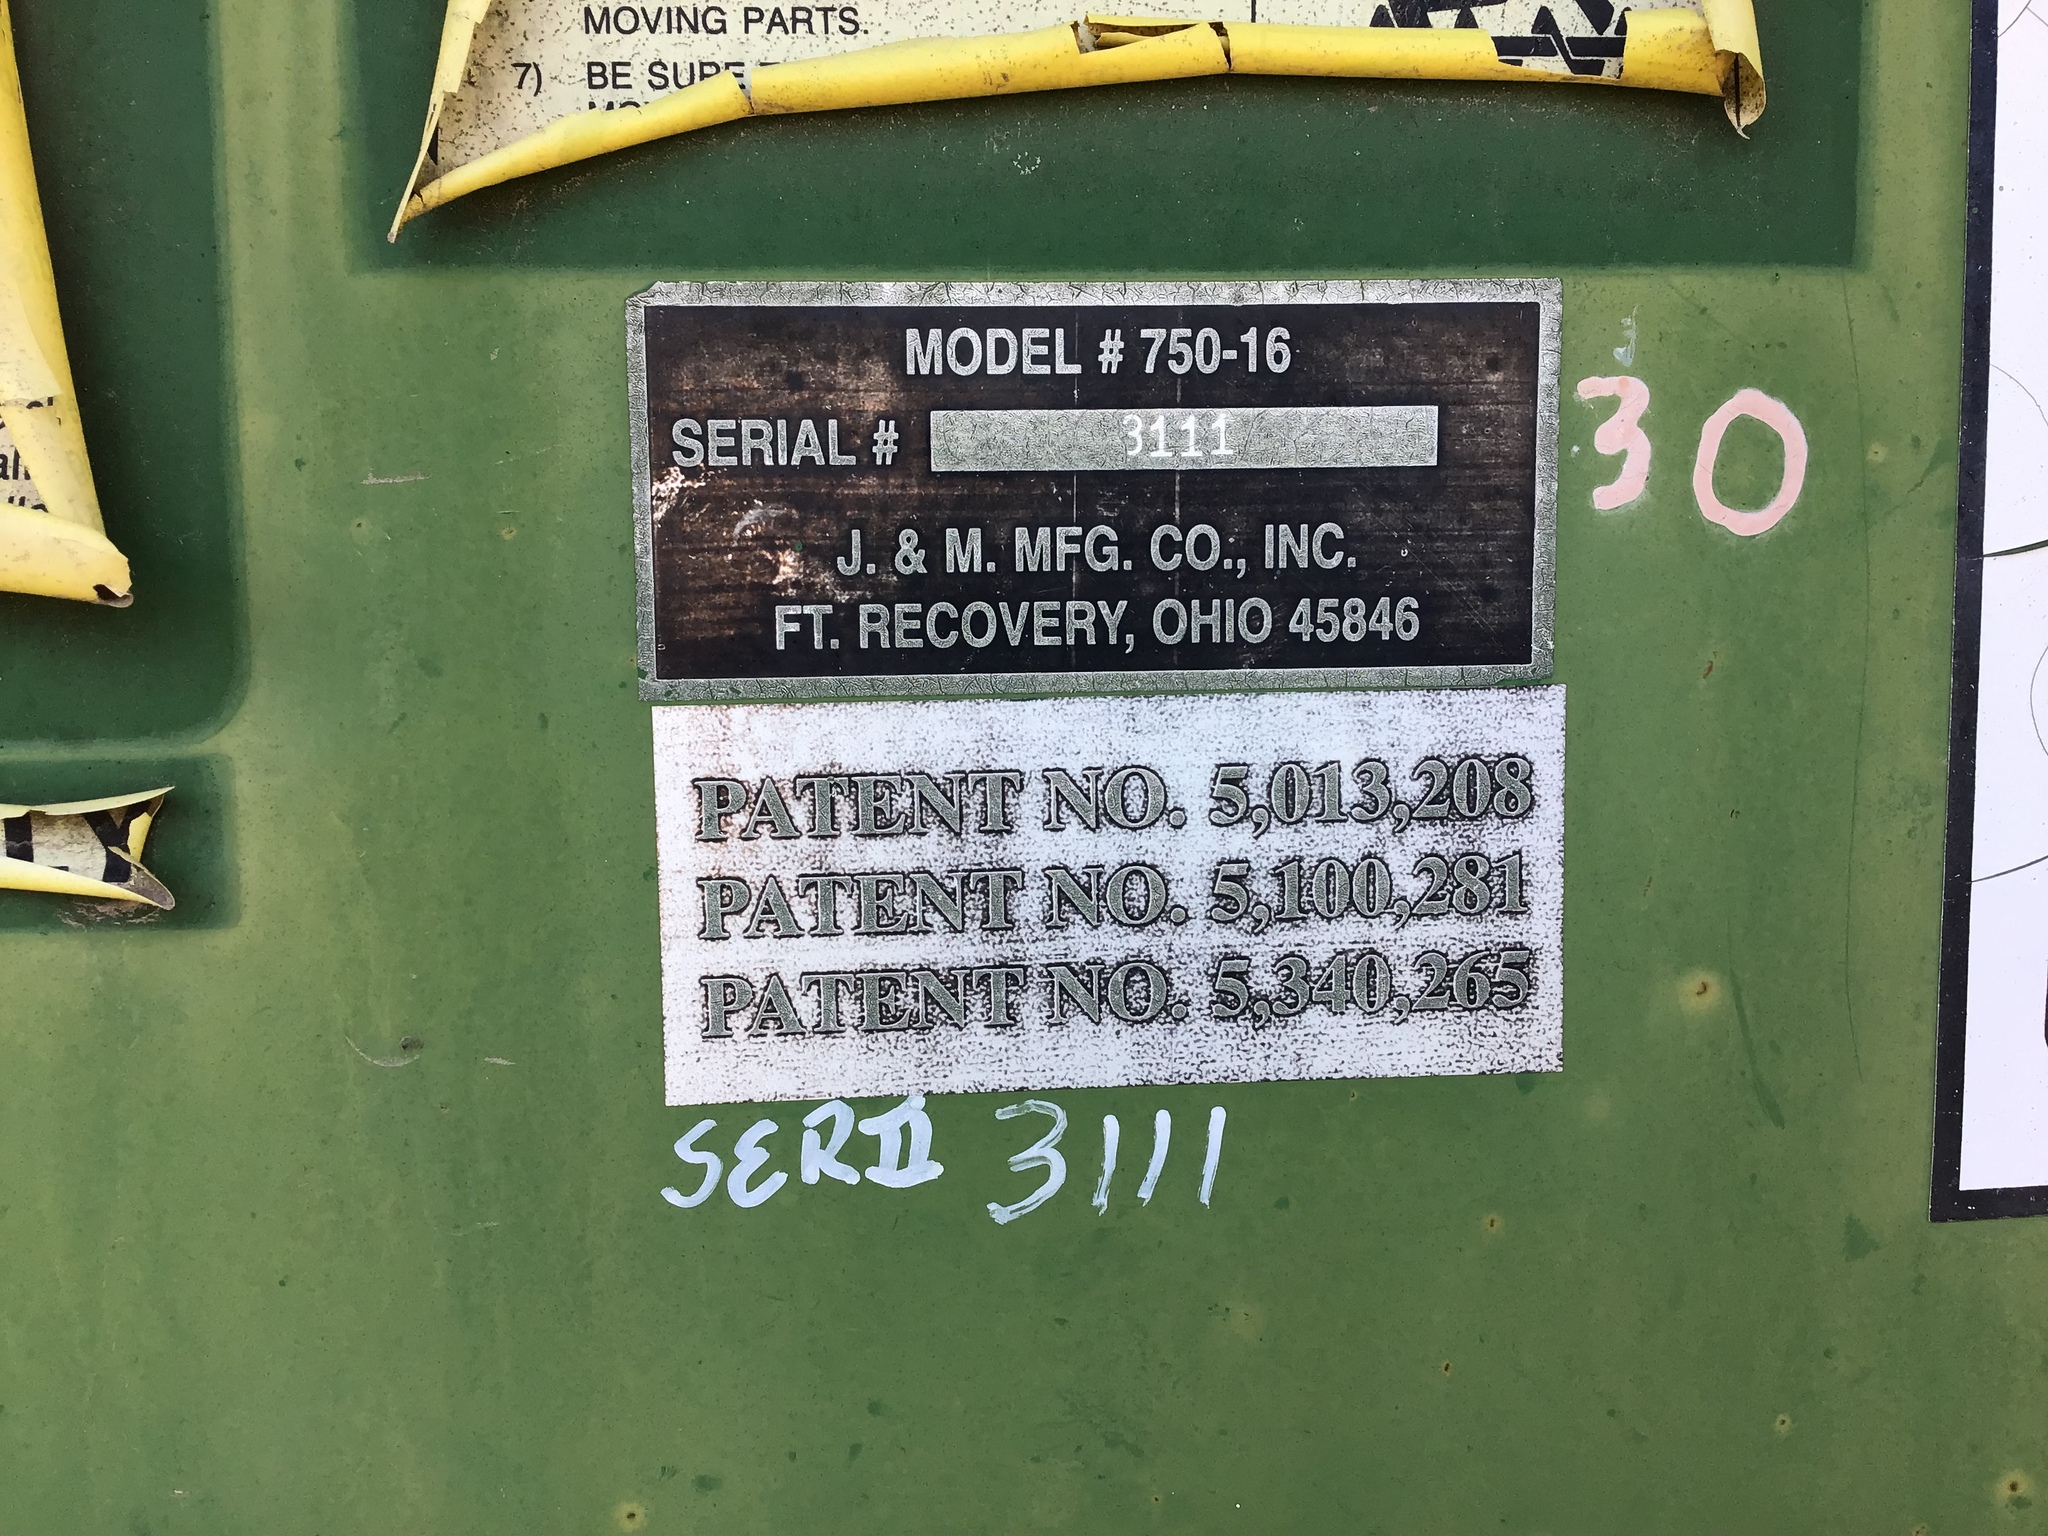 MOVING PARTS.
7) BE SURE
MODEL # 750-16
SERIAL # 3111
J. & M. MFG. CO., INC.
FT. RECOVERY, OHIO 45846
30
PATENT NO. 5,013,208
PATENT NO. 5,100,281
PATENT NO. 5,340,265
SER 3111